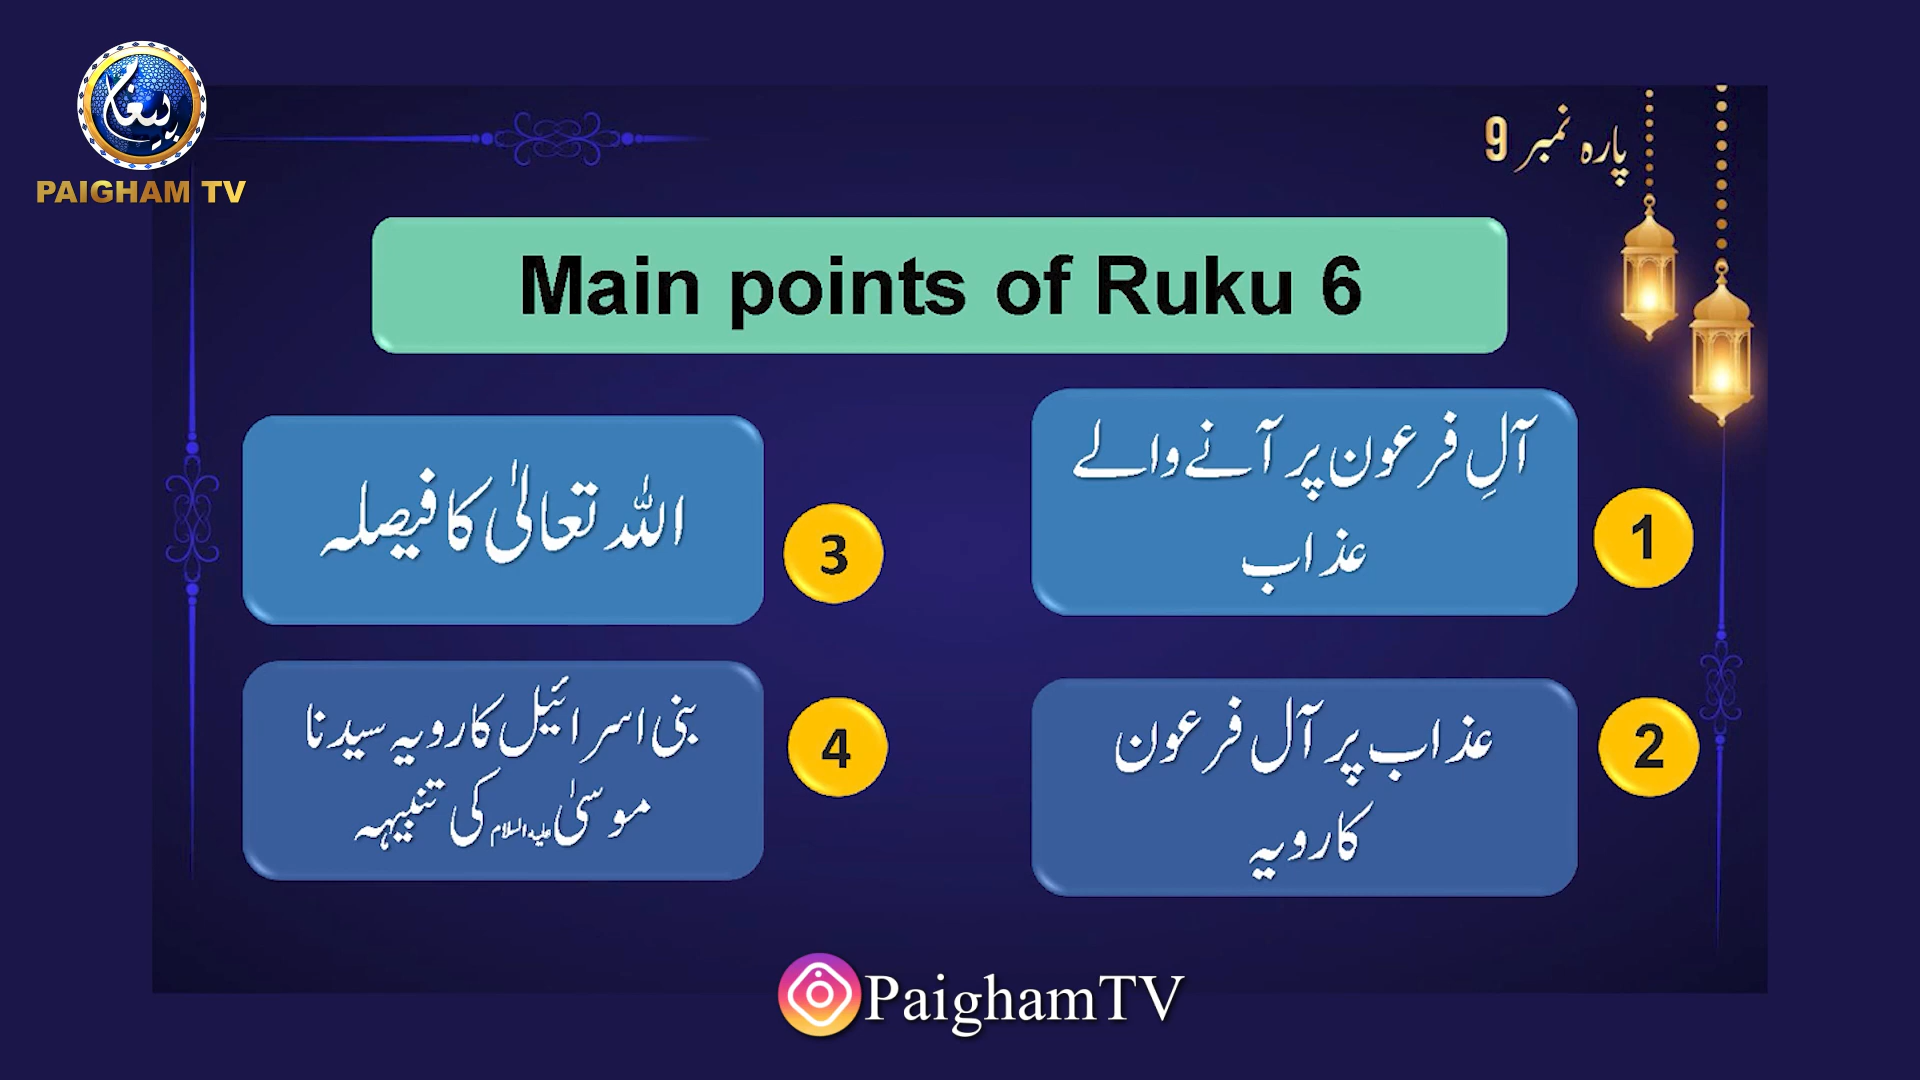 پیغام
PAIGHAM TV
پارہ نمبر 9
Main points of Ruku 6
آلِ فرعون پر آنے والے
عذاب
1
عذاب پر آل فرعون
کا رویہ
2
اللہ تعالیٰ کا فیصلہ
3
بنی اسرائیل کا رویہ سیدنا
موسیٰ علیہ السلام کی تنبیہہ
4
PaighamTV